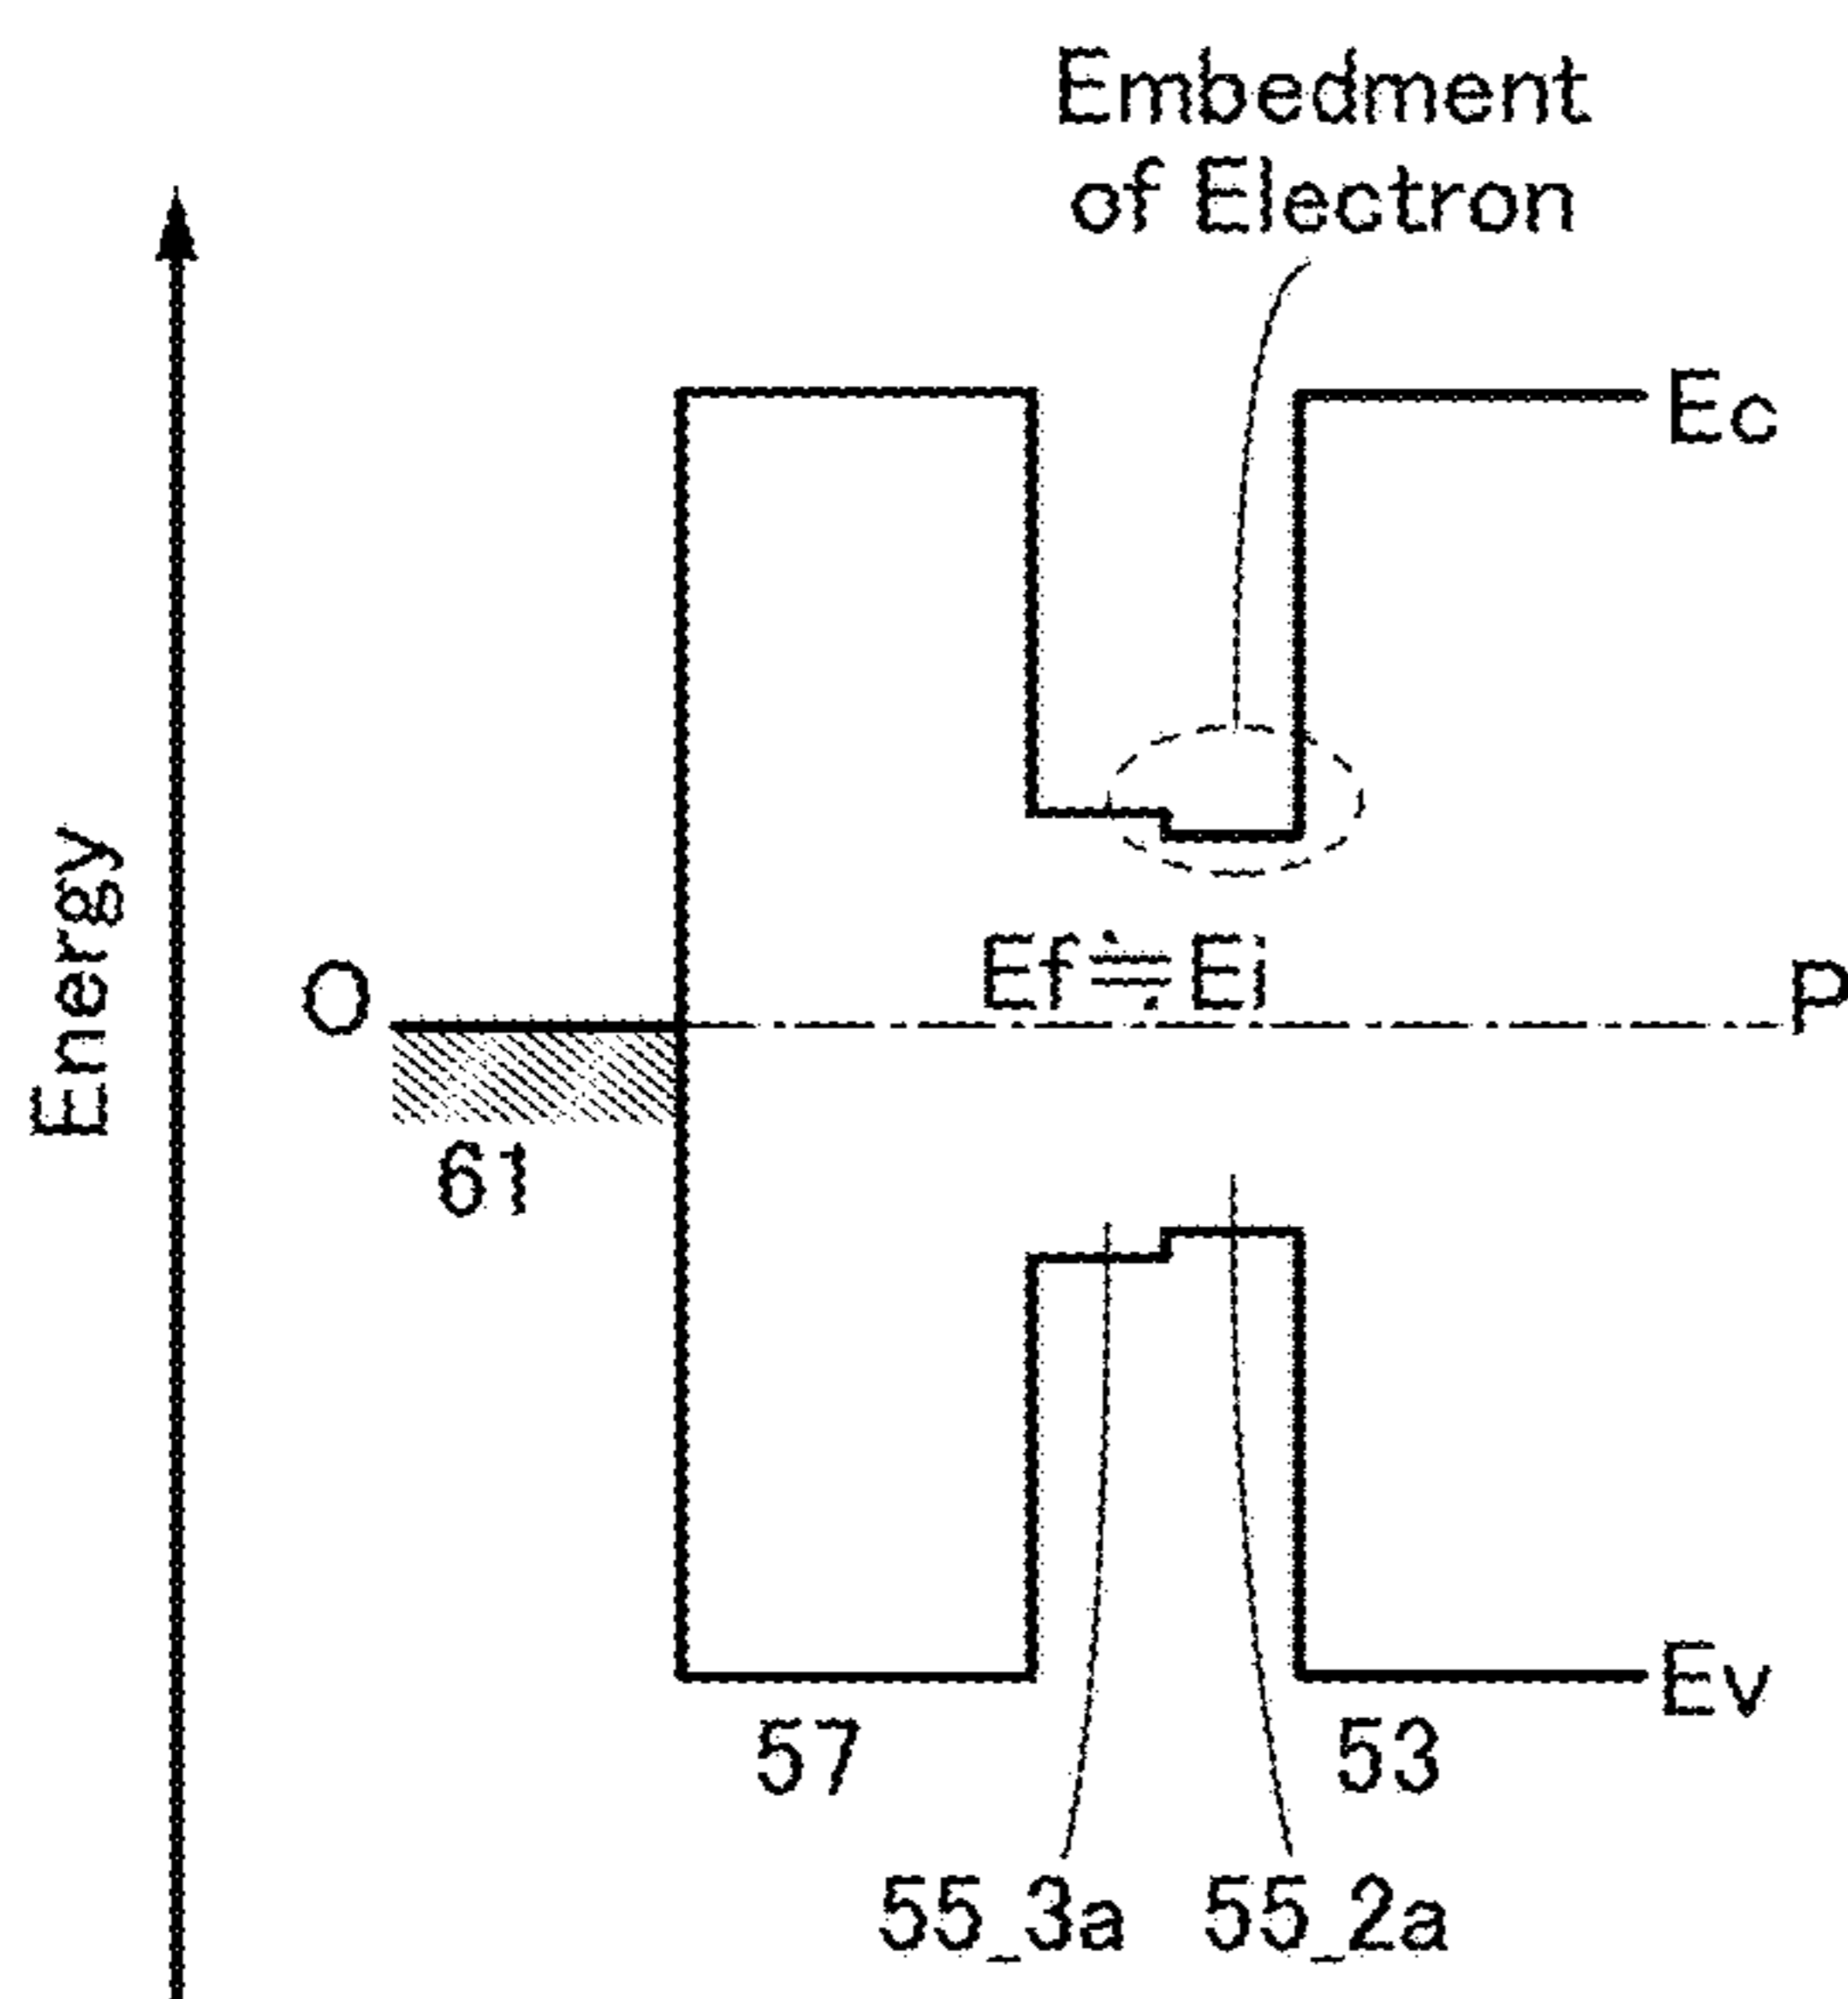 Embedment
of Electron
Ec
Energy
O
Ef≒Ei
P
61
Ev
57
53
55_3a
55_2a